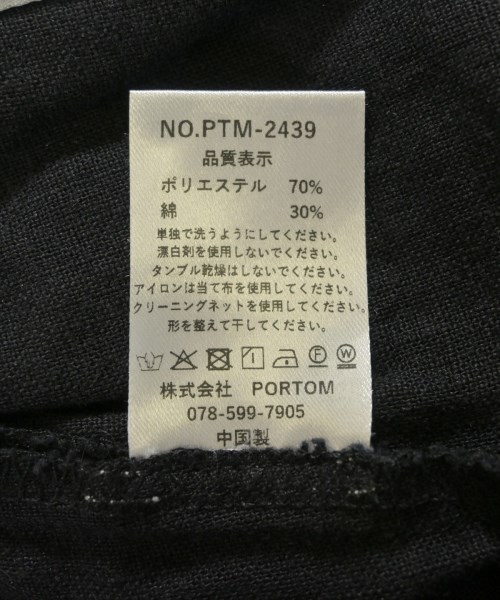 NO.PTM-2439
品質表示
ポリエステル 70%
綿 30%
単独で洗うようにしてください。
漂白剤を使用しないでください。
タンブル乾燥はしないでください。
アイロンは当て布を使用してください。
クリーニングネットを使用してください。
形を整えて干してください。
F W
株式会社 PORTOM
078-599-7905
中国製